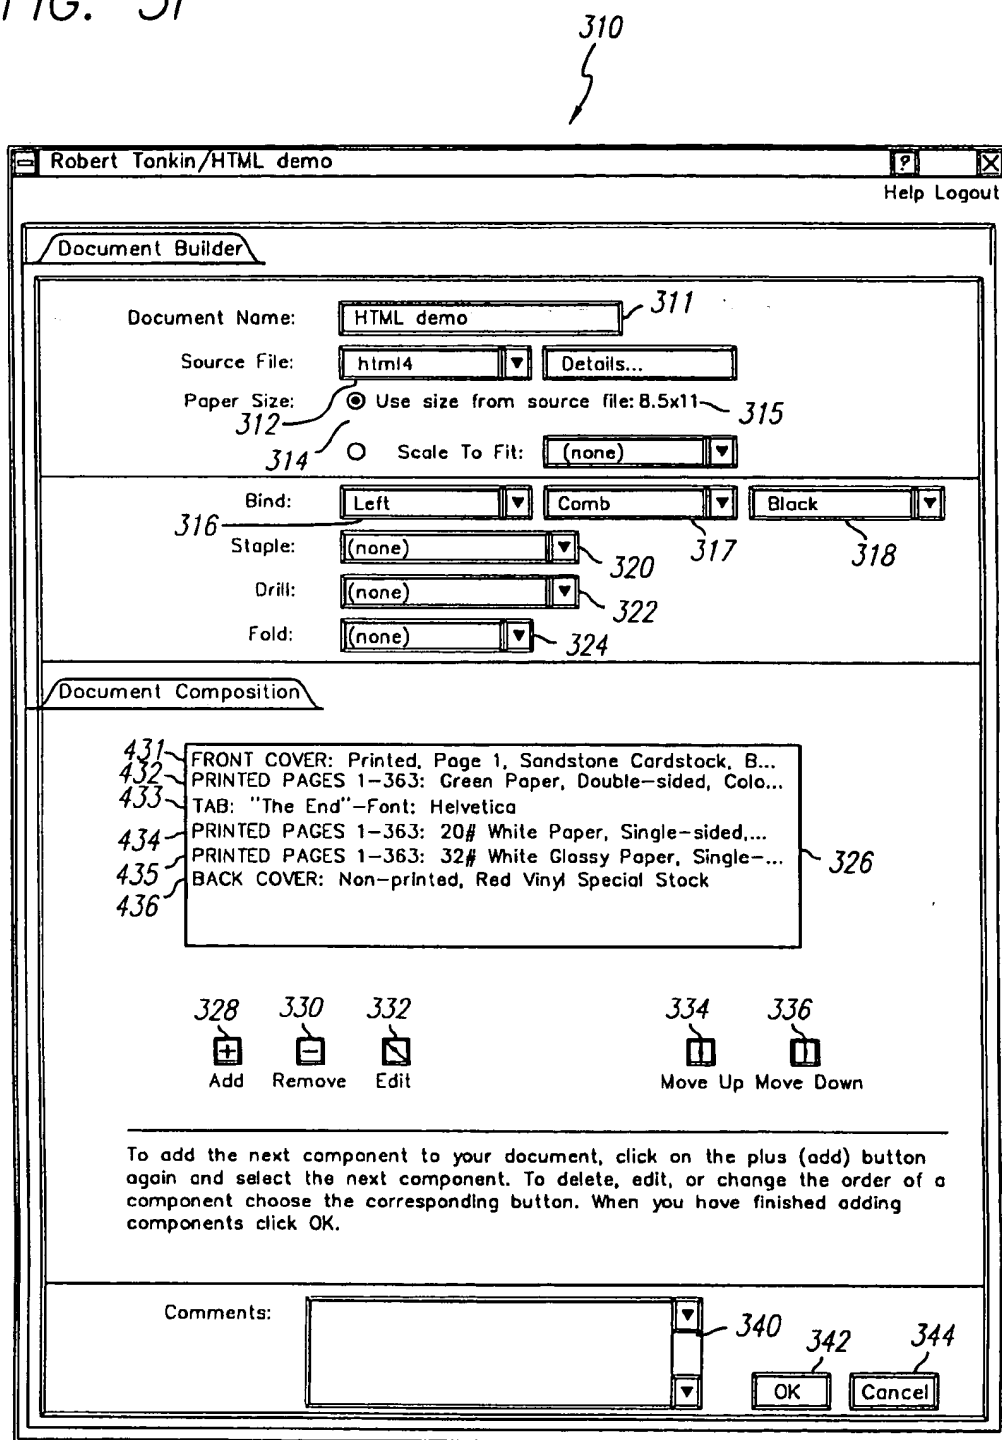 FIG. 31
310
Robert Tonkin/HTML demo ?
Help Logout
Document Builder
Document Name: HTML demo 311
Source File: html4 Details...
Paper Size: Use size from source file: 8.5x11 315
312
314 Scale To Fit: (none)
Bind: Left Comb Black
316 317 318
Staple: (none) 320
Drill: (none) 322
Fold: (none) 324
Document Composition
431 FRONT COVER: Printed, Page 1, Sandstone Cardstock, B...
432 PRINTED PAGES 1-363: Green Paper, Double-sided, Colo...
433 TAB: "The End"-Font: Helvetica
434 PRINTED PAGES 1-363: 20# White Paper, Single-sided,...
435 PRINTED PAGES 1-363: 32# White Glossy Paper, Single-... 326
436 BACK COVER: Non-printed, Red Vinyl Special Stock
328 330 332 334 336
Add Remove Edit Move Up Move Down
To add the next component to your document, click on the plus (add) button
again and select the next component. To delete, edit, or change the order of a
component choose the corresponding button. When you have finished adding
components click OK.
Comments: 340 342 344
OK Cancel